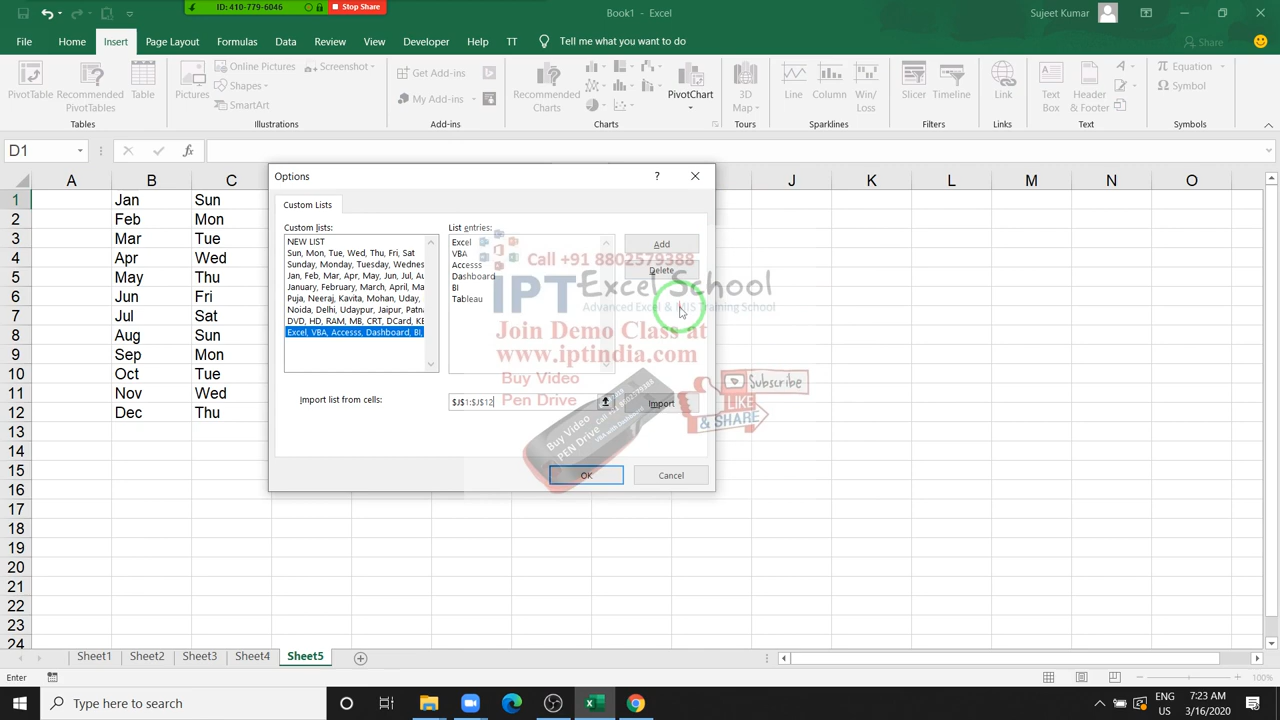 ID: 410-779-6046
Stop Share
Book1 - Excel
Sujeet Kumar
File Home Insert Page Layout Formulas Data Review View Developer Help TT Tell me what you want to do Share
PivotTable
Recommended PivotTables
Table
Tables
Pictures
Online Pictures
Shapes
SmartArt
Screenshot
Illustrations
Get Add-ins
My Add-ins
Add-ins
Recommended Charts
PivotChart
Charts
3D Map
Tours
Line
Column
Win/ Loss
Sparklines
Slicer
Timeline
Filters
Link
Links
Text Box
Header & Footer
Text
Equation
Symbol
Symbols
D1
fx
A B C J K L M N O
1 Jan Sun
2 Feb Mon
3 Mar Tue
4 Apr Wed
5 May Thu
6 Jun Fri
7 Jul Sat
8 Aug Sun
9 Sep Mon
10 Oct Tue
11 Nov Wed
12 Dec Thu
13
14
15
16
17
18
19
20
21
22
23
24
Options
Custom Lists
Custom lists:
NEW LIST
Sun, Mon, Tue, Wed, Thu, Fri, Sat
Sunday, Monday, Tuesday, Wednes
Jan, Feb, Mar, Apr, May, Jun, Jul, Au
January, February, March, April, Ma
Puja, Neeraj, Kavita, Mohan, Uday,
Noida, Delhi, Udaypur, Jaipur, Patn
DVD, HD, RAM, MB, CRT, DCard, KE
Excel, VBA, Accesss, Dashboard, BI,
List entries:
Excel
VBA
Accesss
Dashboard
BI
Tableau
Add
Delete
Import list from cells:
$J$1:$J$12
Import
OK
Cancel
Call +91 8802579388
IPT Excel School
Advanced Excel & MIS Training School
Join Demo Class at
www.iptindia.com
Buy Video
Pen Drive
Buy Video
PEN Drive
Subscribe
LIKE
& SHARE
Sheet1 Sheet2 Sheet3 Sheet4 Sheet5
Enter
100%
Type here to search
ENG
US
7:23 AM
3/16/2020